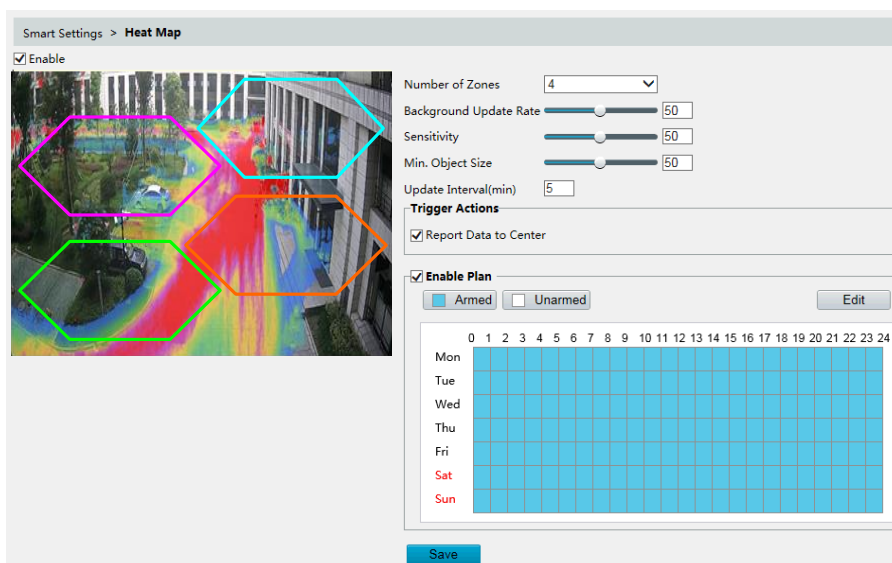 Smart Settings > Heat Map
Enable
Number of Zones 4
Background Update Rate 50
Sensitivity 50
Min. Object Size 50
Update Interval(min) 5
Trigger Actions
Report Data to Center
Enable Plan
Armed Unarmed Edit
0 1 2 3 4 5 6 7 8 9 10 11 12 13 14 15 16 17 18 19 20 21 22 23 24
Mon
Tue
Wed
Thu
Fri
Sat
Sun
Save